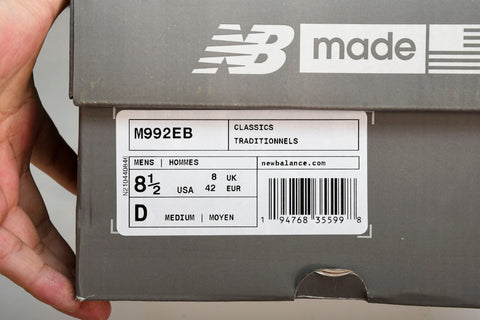 NB made
M992EB
CLASSICS
TRADITIONNELS
MENS | HOMMES
newbalance.com
8½ USA
8 UK
42 EUR
D MEDIUM | MOYEN
1 94768 35599 8